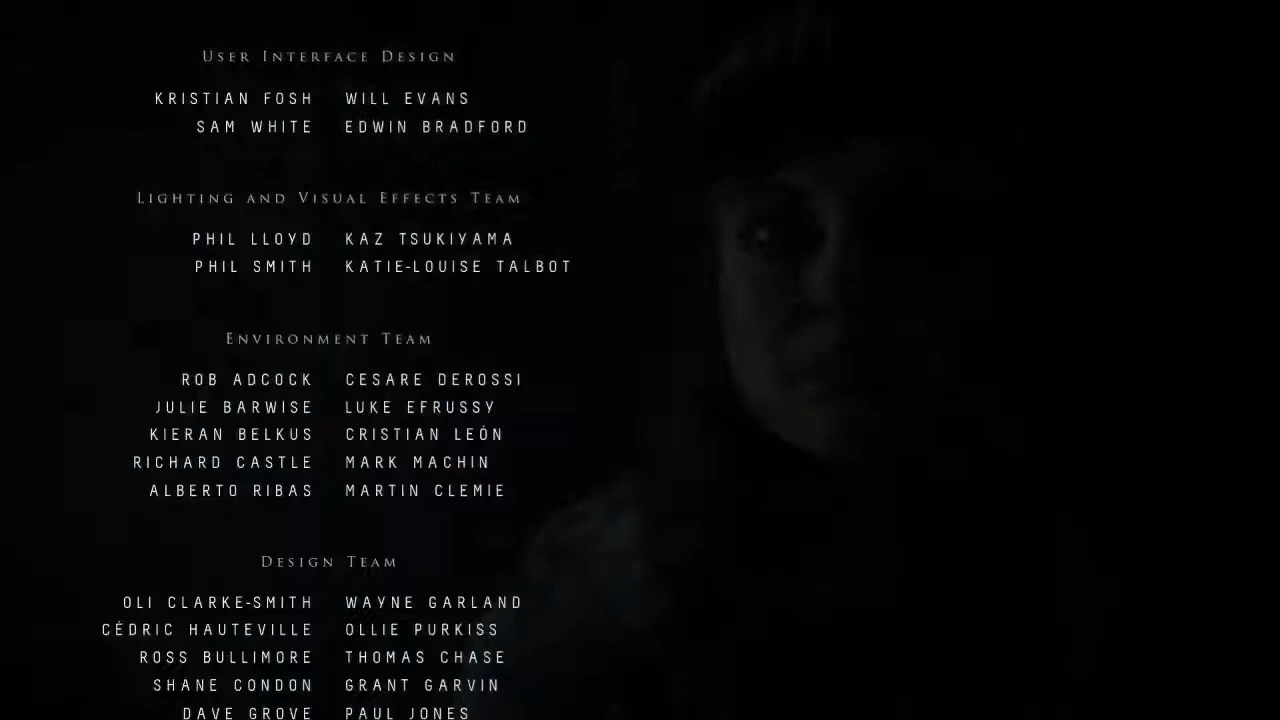 USER INTERFACE DESIGN
KRISTIAN FOSH WILL EVANS
SAM WHITE EDWIN BRADFORD
LIGHTING AND VISUAL EFFECTS TEAM
PHIL LLOYD KAZ TSUKIYAMA
PHIL SMITH KATIE-LOUISE TALBOT
ENVIRONMENT TEAM
ROB ADCOCK CESARE DEROSSI
JULIE BARWISE LUKE EFRUSSY
KIERAN BELKUS CRISTIAN LEÓN
RICHARD CASTLE MARK MACHIN
ALBERTO RIBAS MARTIN CLEMIE
DESIGN TEAM
OLI CLARKE-SMITH WAYNE GARLAND
CÉDRIC HAUTEVILLE OLLIE PURKISS
ROSS BULLIMORE THOMAS CHASE
SHANE CONDON GRANT GARVIN
DAVE GROVE PAUL JONES